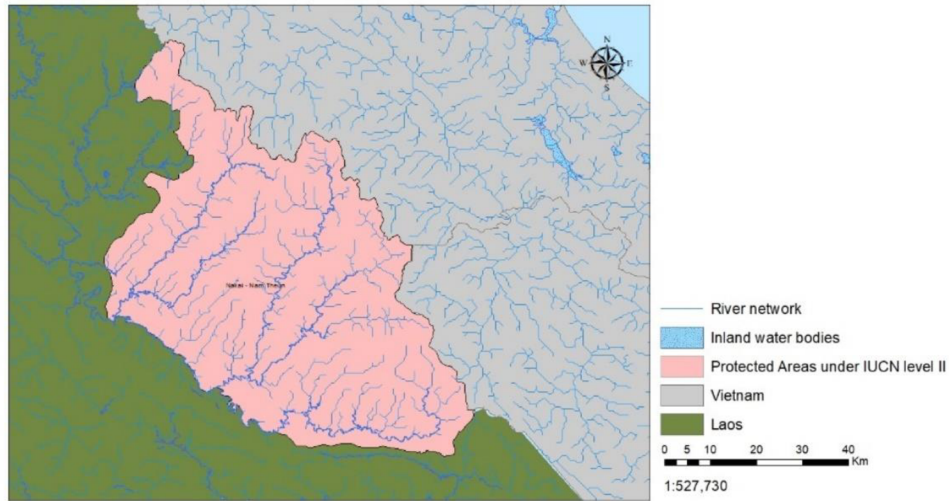 N
W E
S
Nakai - Nam Theun
River network
Inland water bodies
Protected Areas under IUCN level II
Vietnam
Laos
0 5 10 20 30 40
Km
1:527,730